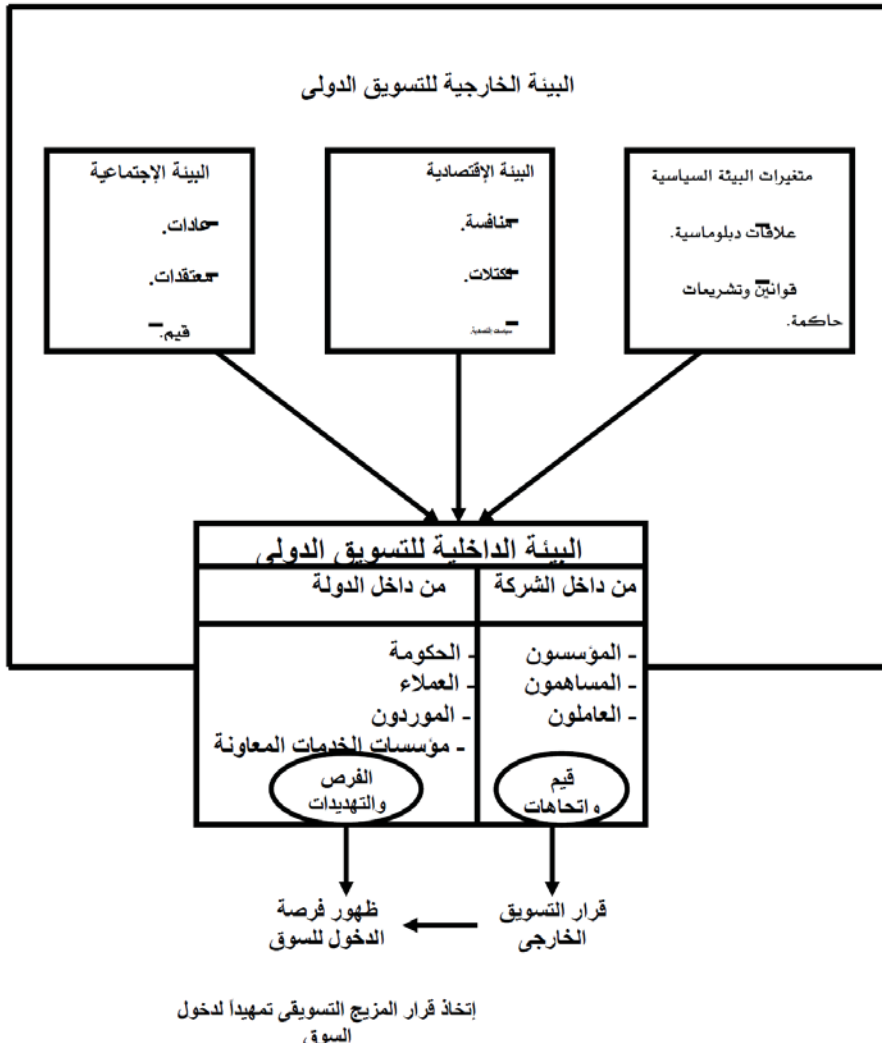 البيئة الخارجية للتسويق الدولى
متغيرات البيئة السياسية
- علاقات دبلوماسية.
- قوانين وتشريعات
حاكمة.
البيئة الإقتصادية
- منافسة.
- تكتلات.
- سياسات إقتصادية.
البيئة الإجتماعية
- عادات.
- معتقدات.
- قيم.
البيئة الداخلية للتسويق الدولى
من داخل الشركة
- المؤسسون
- المساهمون
- العاملون
قيم
واتجاهات
من داخل الدولة
- الحكومة
- العملاء
- الموردون
- مؤسسات الخدمات المعاونة
الفرص
والتهديدات
قرار التسويق
الخارجى
ظهور فرصة
الدخول للسوق
إتخاذ قرار المزيج التسويقى تمهيداً لدخول
السوق